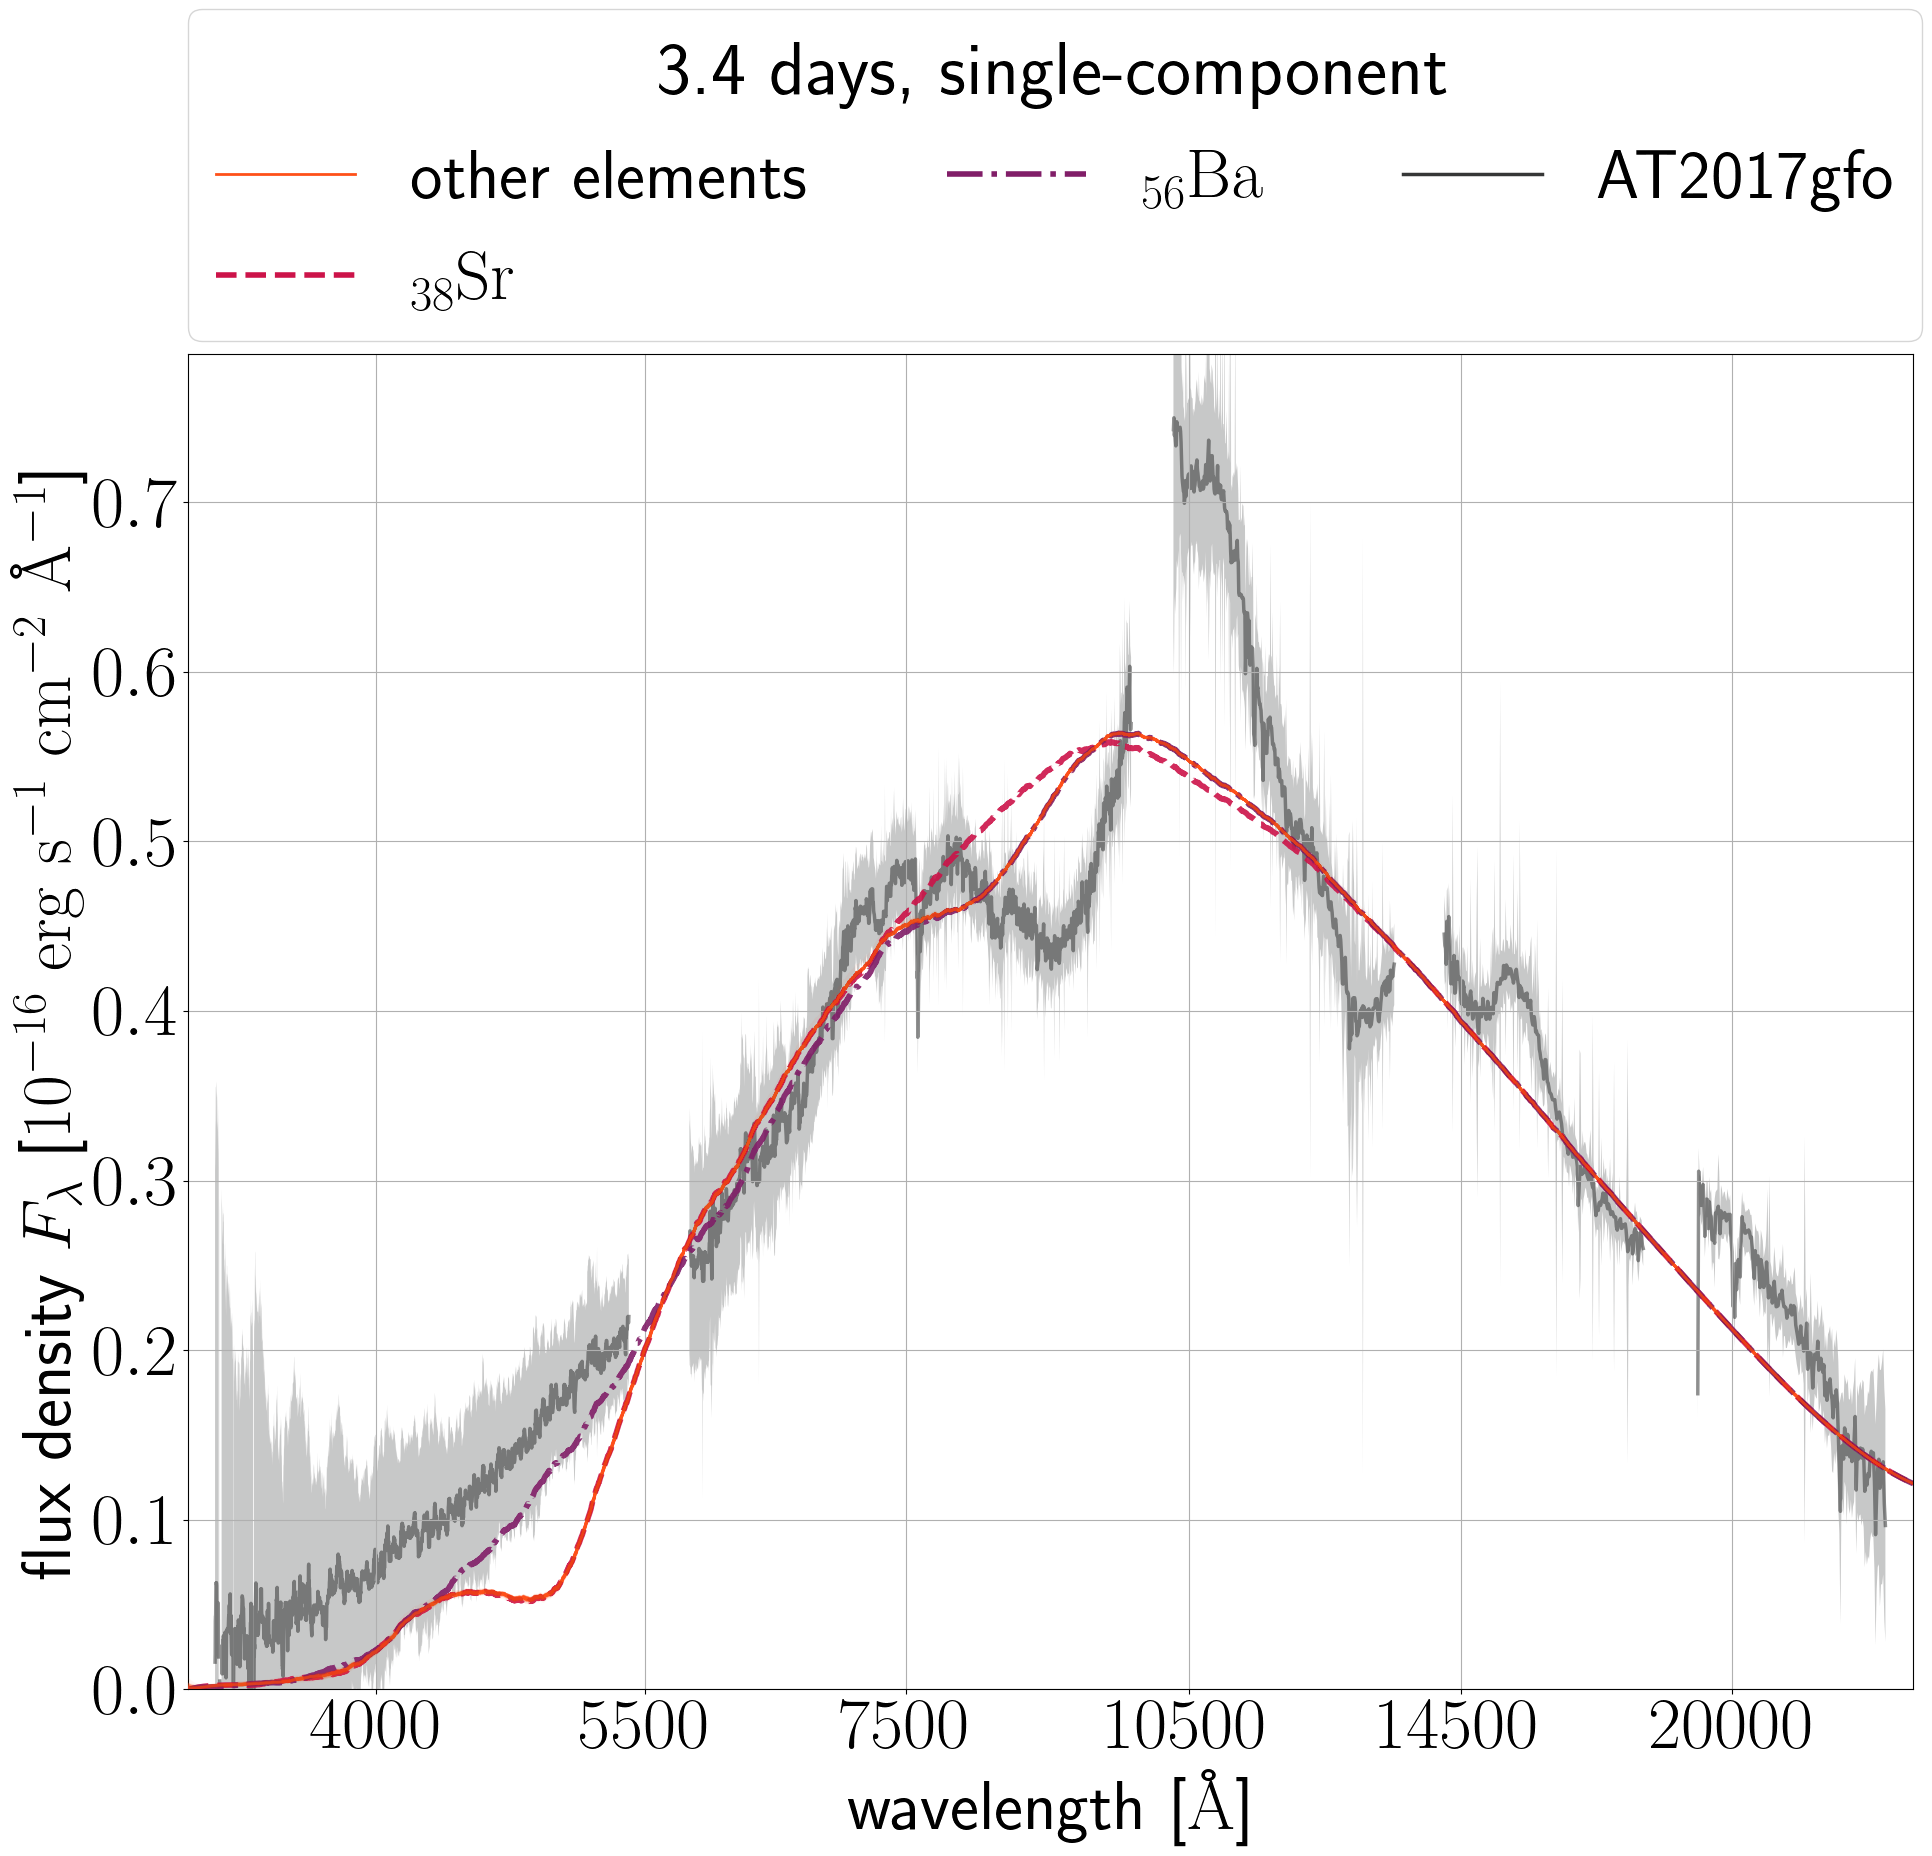 3.4 days, single-component
other elements
₅₆Ba
AT2017gfo
₃₈Sr
flux density F_λ [10⁻¹⁶ erg s⁻¹ cm⁻² Å⁻¹]
0.7
0.6
0.5
0.4
0.3
0.2
0.1
0.0
4000 5500 7500 10500 14500 20000
wavelength [Å]